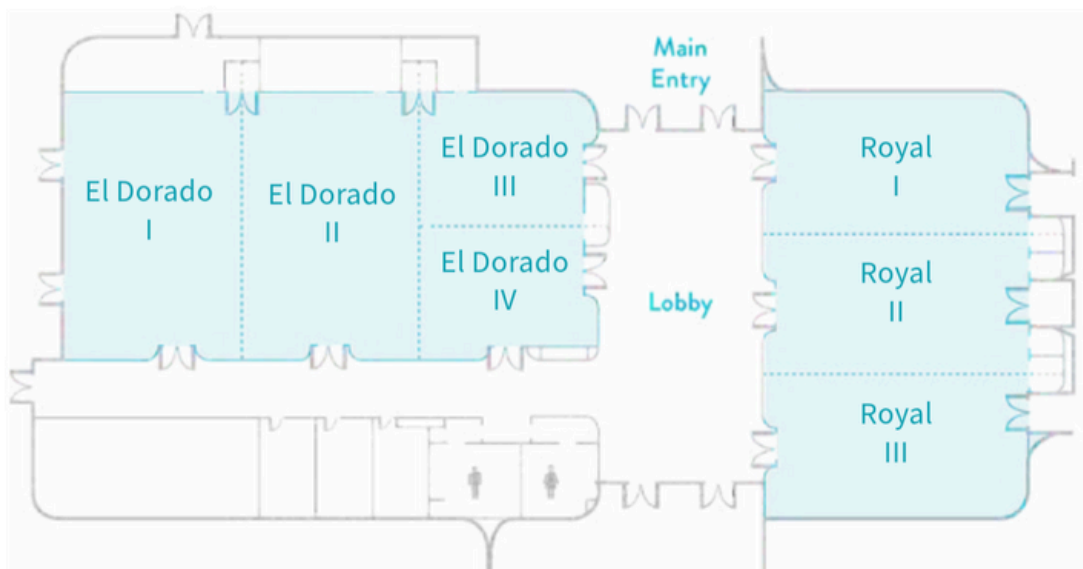 Main
Entry
El Dorado
I
El Dorado
II
El Dorado
III
El Dorado
IV
Lobby
Royal
I
Royal
II
Royal
III